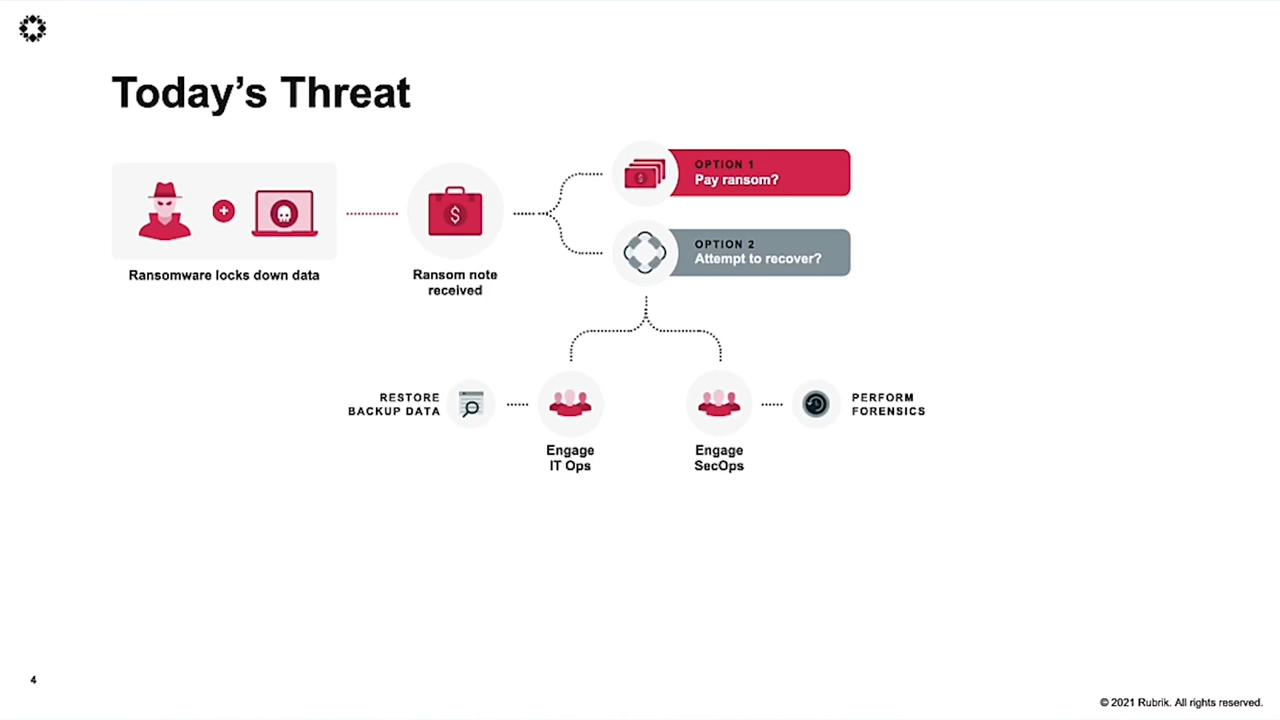 Today's Threat
OPTION 1
Pay ransom?
OPTION 2
Attempt to recover?
Ransomware locks down data
Ransom note
received
RESTORE
BACKUP DATA
PERFORM
FORENSICS
Engage
IT Ops
Engage
SecOps
4
© 2021 Rubrik. All rights reserved.